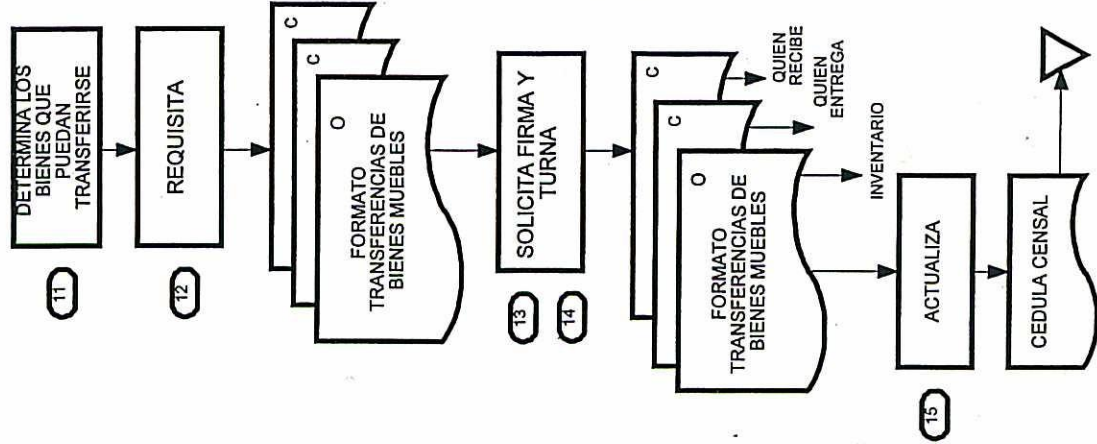 11
DETERMINA LOS
BIENES QUE
PUEDAN
TRANSFERIRSE
12
REQUISITA
C
C
O
FORMATO
TRANSFERENCIAS DE
BIENES MUEBLES
13
14
SOLICITA FIRMA Y
TURNA
C
C
O
FORMATO
TRANSFERENCIAS DE
BIENES MUEBLES
QUIEN
RECIBE
QUIEN
ENTREGA
INVENTARIO
15
ACTUALIZA
CEDULA CENSAL